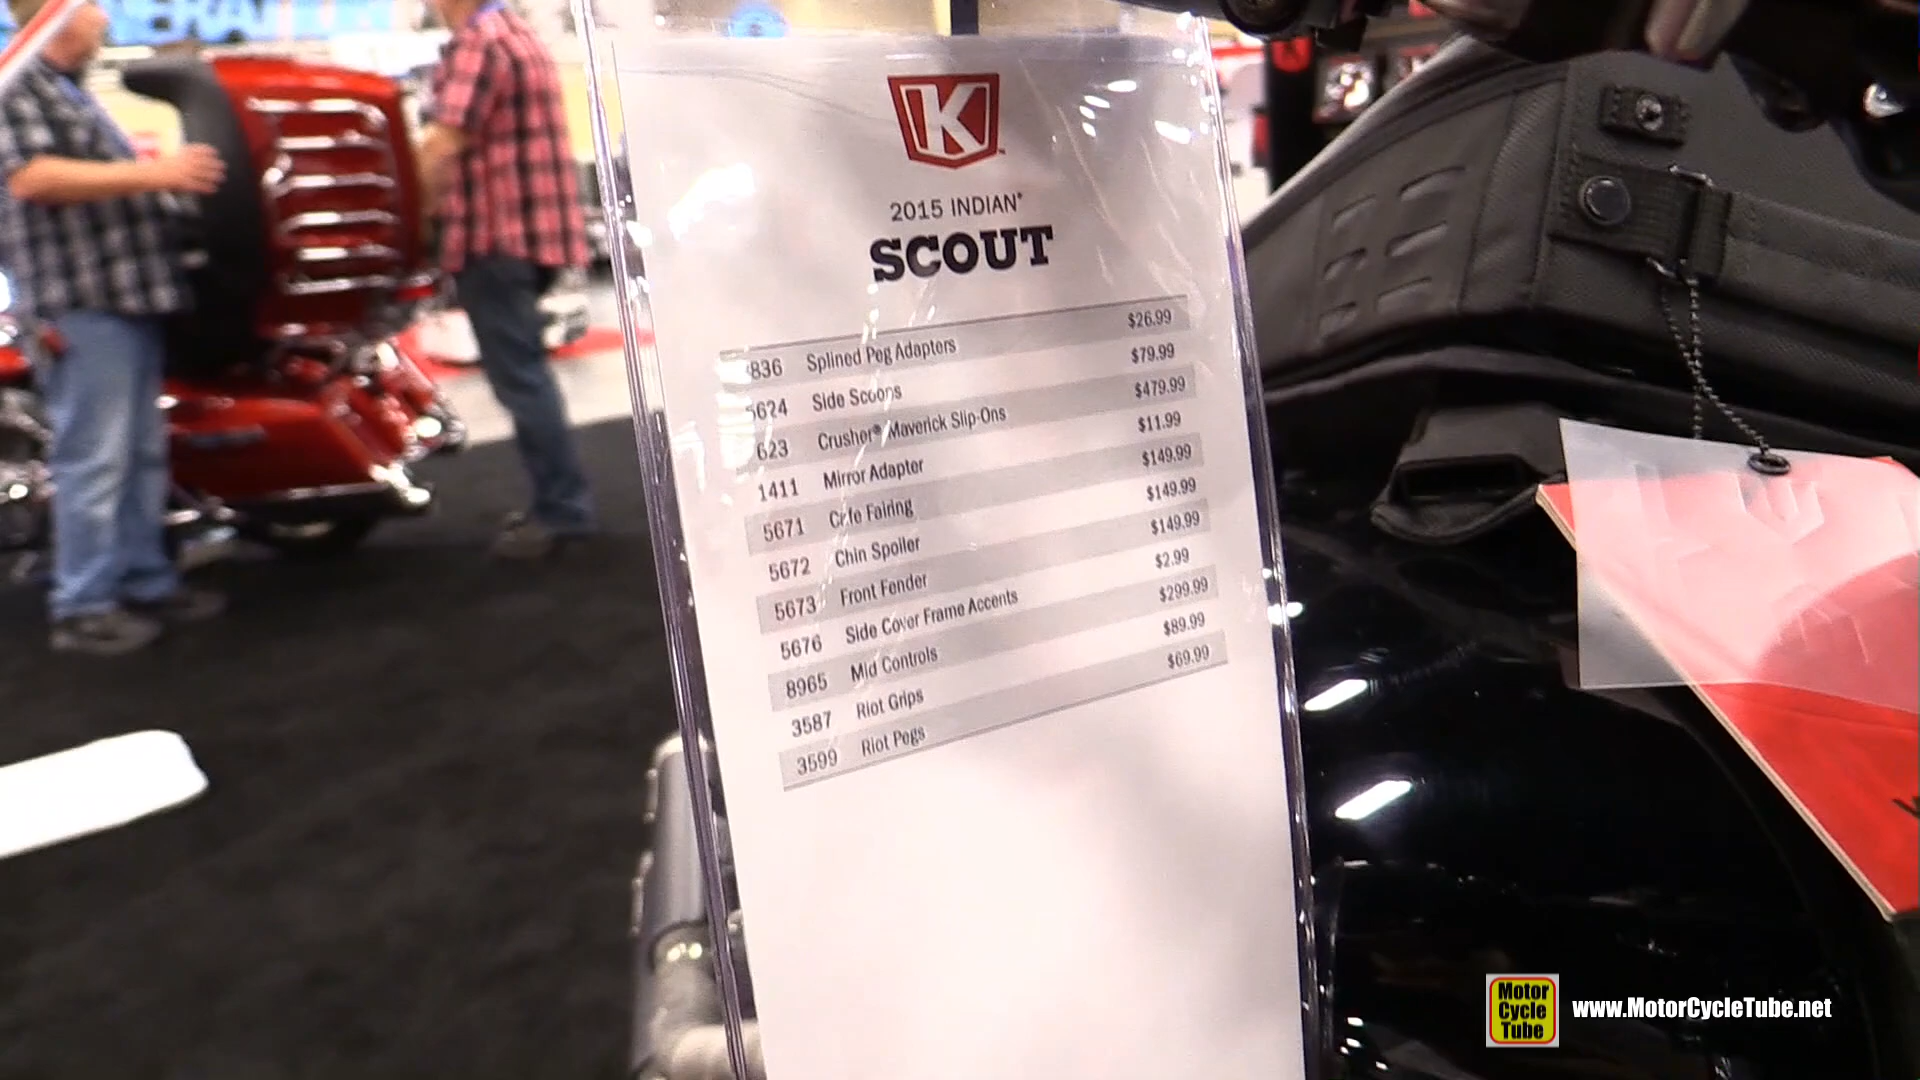 K
2015 INDIAN®
SCOUT
836 Splined Peg Adapters $26.99
5624 Side Scoops $79.99
623 Crusher® Maverick Slip-Ons $479.99
1411 Mirror Adapter $11.99
5671 Cafe Fairing $149.99
5672 Chin Spoiler $149.99
5673 Front Fender $149.99
5676 Side Cover Frame Accents $2.99
8965 Mid Controls $299.99
3587 Riot Grips $89.99
3599 Riot Pegs $69.99
Motor
Cycle
Tube
www.MotorCycleTube.net